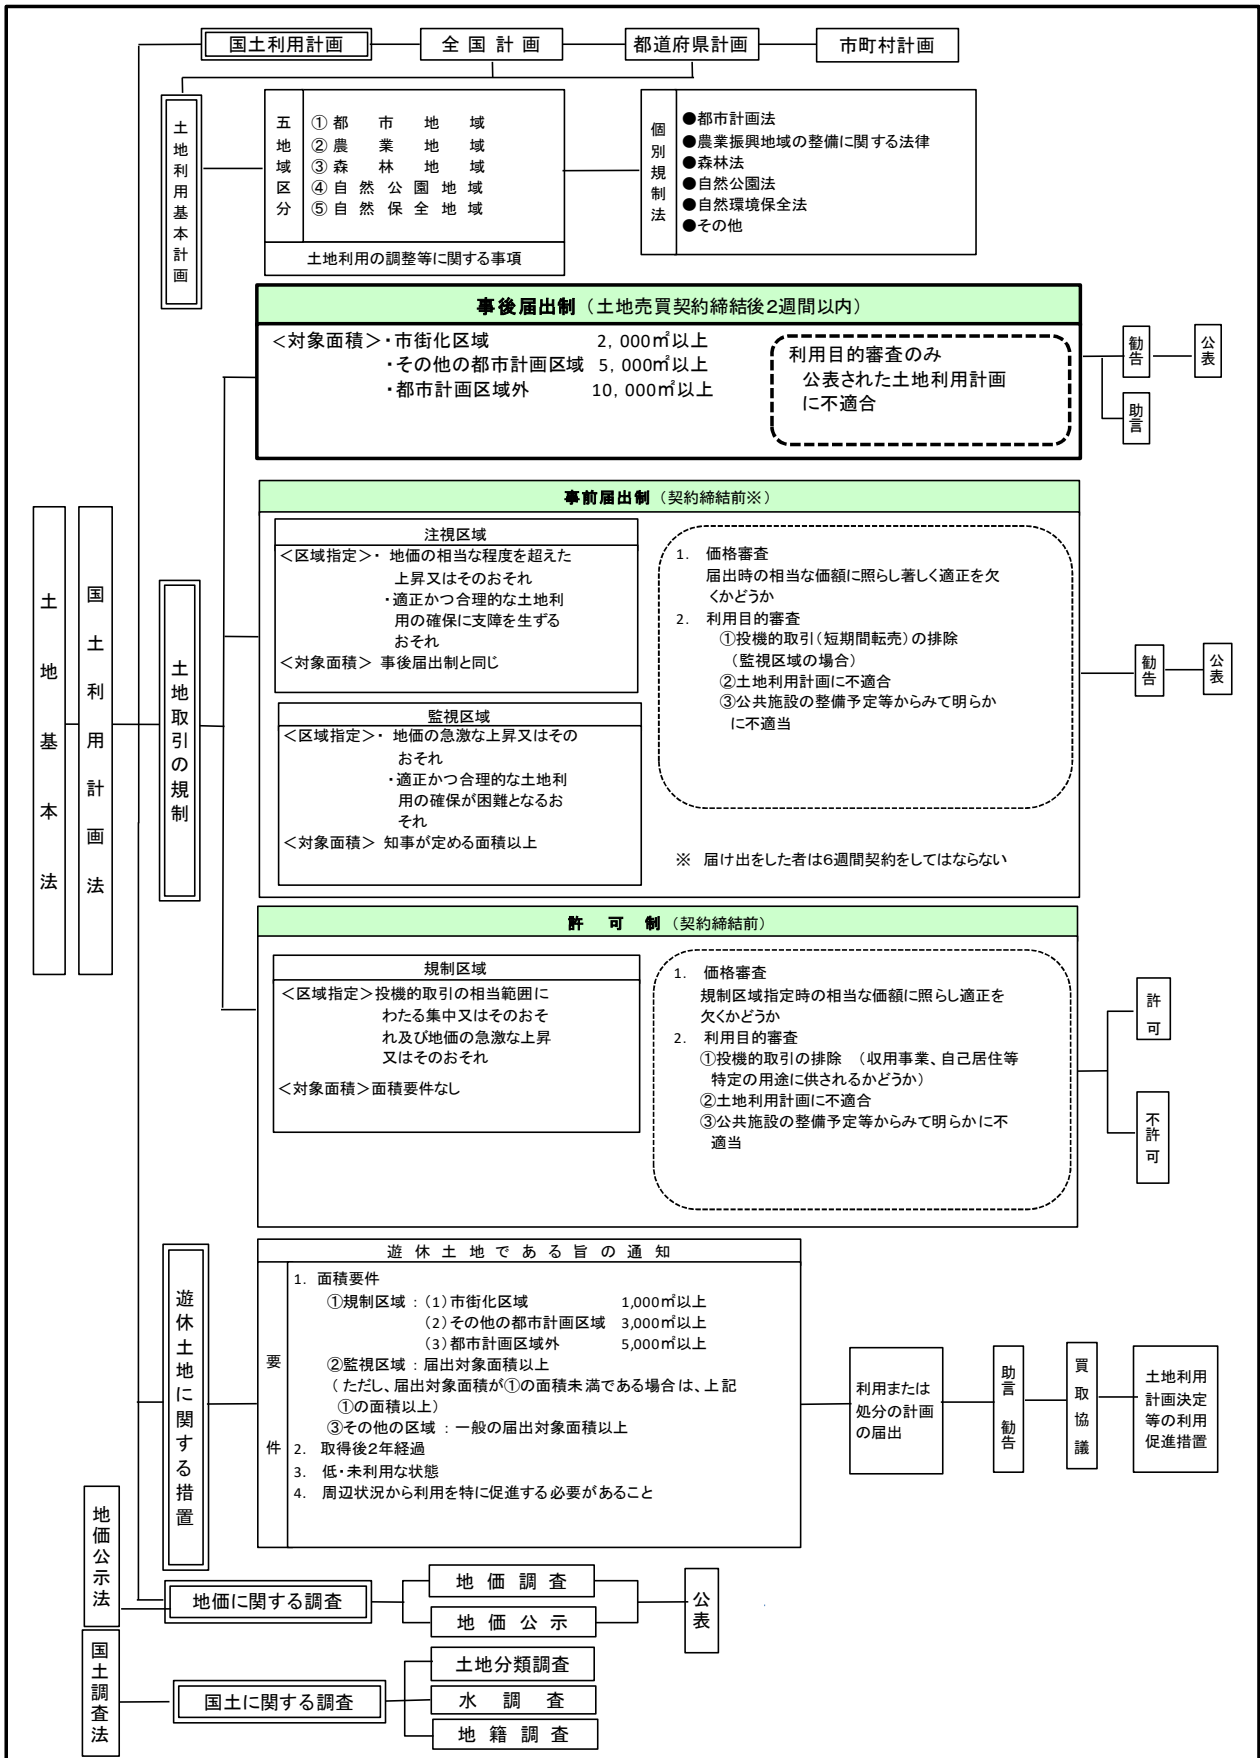 国土利用計画
全国計画
都道府県計画
市町村計画
土地利用基本計画
五地域区分
①都市地域
②農業地域
③森林地域
④自然公園地域
⑤自然保全地域
土地利用の調整等に関する事項
個別規制法
●都市計画法
●農業振興地域の整備に関する法律
●森林法
●自然公園法
●自然環境保全法
●その他
事後届出制（土地売買契約締結後2週間以内）
＜対象面積＞・市街化区域 2，000㎡以上
・その他の都市計画区域 5，000㎡以上
・都市計画区域外 10，000㎡以上
利用目的審査のみ
公表された土地利用計画
に不適合
勧告
公表
助言
土地基本法
国土利用計画法
土地取引の規制
事前届出制（契約締結前※）
注視区域
＜区域指定＞・ 地価の相当な程度を超えた
上昇又はそのおそれ
・適正かつ合理的な土地利
用の確保に支障を生ずる
おそれ
＜対象面積＞ 事後届出制と同じ
監視区域
＜区域指定＞・ 地価の急激な上昇又はその
おそれ
・適正かつ合理的な土地利
用の確保が困難となるお
それ
＜対象面積＞ 知事が定める面積以上
1. 価格審査
届出時の相当な価額に照らし著しく適正を欠
くかどうか
2. 利用目的審査
①投機的取引（短期間転売）の排除
（監視区域の場合）
②土地利用計画に不適合
③公共施設の整備予定等からみて明らか
に不適当
※ 届け出をした者は6週間契約をしてはならない
勧告
公表
許可制（契約締結前）
規制区域
＜区域指定＞投機的取引の相当範囲に
わたる集中又はそのおそ
れ及び地価の急激な上昇
又はそのおそれ
＜対象面積＞面積要件なし
1. 価格審査
規制区域指定時の相当な価額に照らし適正を
欠くかどうか
2. 利用目的審査
①投機的取引の排除 （収用事業、自己居住等
特定の用途に供されるかどうか）
②土地利用計画に不適合
③公共施設の整備予定等からみて明らかに不
適当
許可
不許可
遊休土地に関する措置
遊休土地である旨の通知
要件
1. 面積要件
①規制区域：（1）市街化区域 1,000㎡以上
（2）その他の都市計画区域 3,000㎡以上
（3）都市計画区域外 5,000㎡以上
②監視区域：届出対象面積以上
（ただし、届出対象面積が①の面積未満である場合は、上記
①の面積以上）
③その他の区域：一般の届出対象面積以上
2. 取得後2年経過
3. 低・未利用な状態
4. 周辺状況から利用を特に促進する必要があること
利用または
処分の計画
の届出
助言 勧告
買取協議
土地利用
計画決定
等の利用
促進措置
地価公示法
地価に関する調査
地価調査
地価公示
公表
国土調査法
国土に関する調査
土地分類調査
水調査
地籍調査